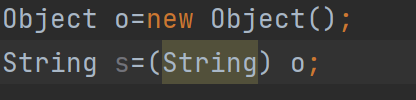 Object o=new Object();
String s=(String) o;